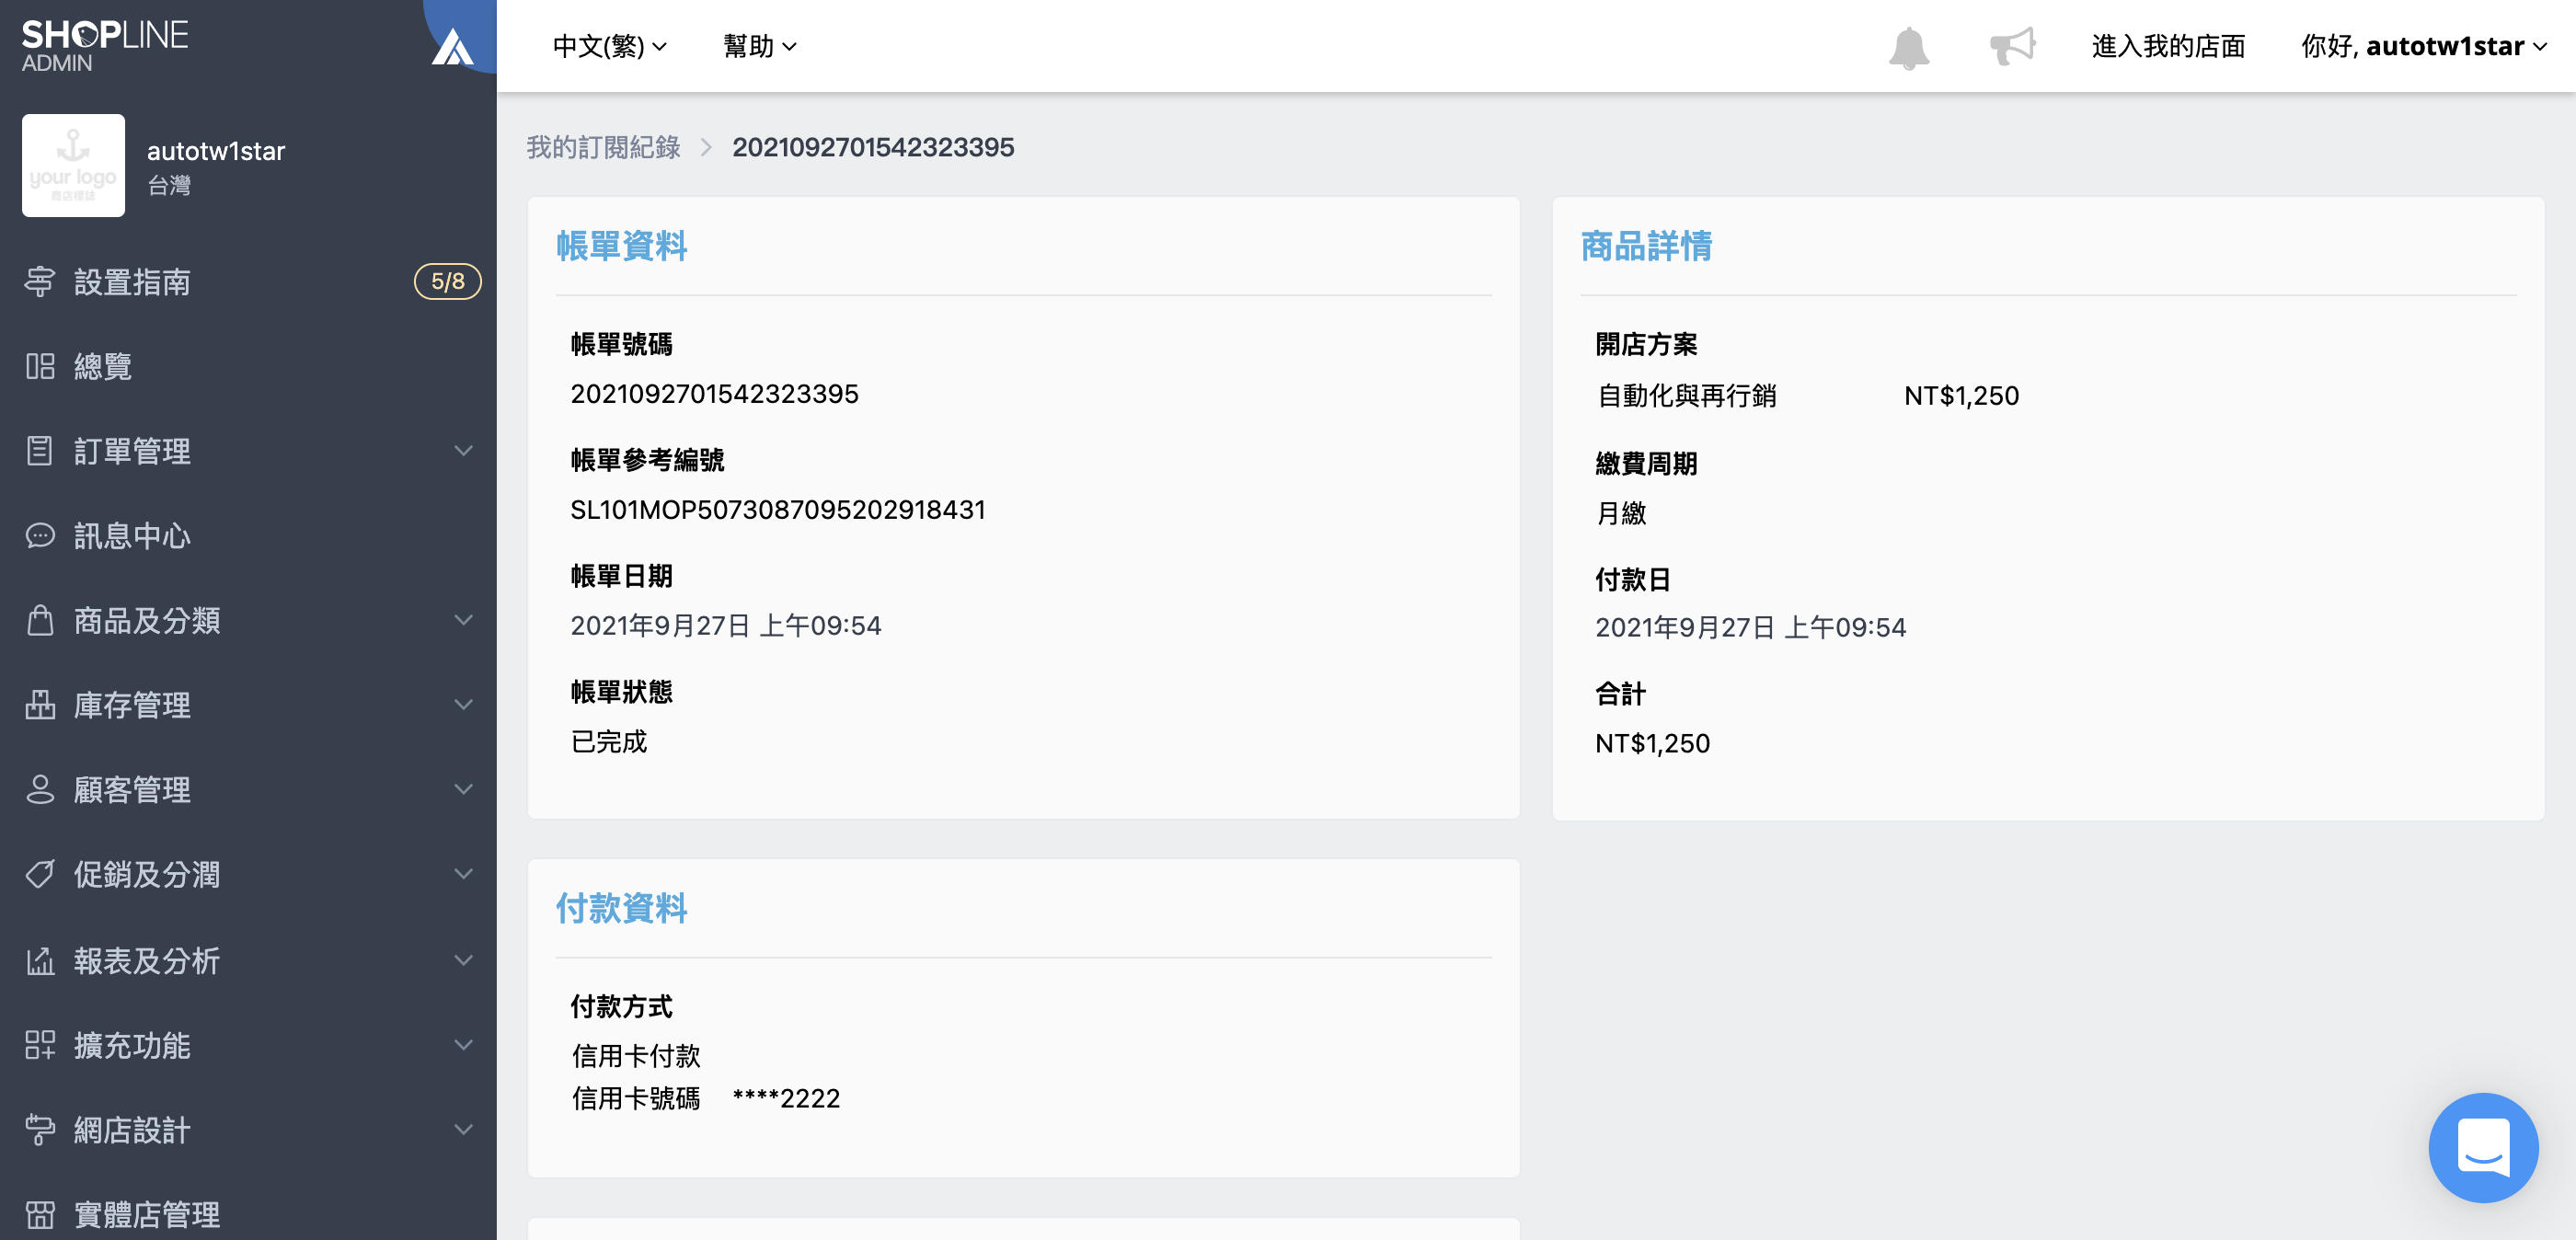 SHOPLINE
ADMIN
中文(繁)
幫助
進入我的店面
你好, autotw1star
your logo
商店標誌
autotw1star
台灣
設置指南
5/8
總覽
訂單管理
訊息中心
商品及分類
庫存管理
顧客管理
促銷及分潤
報表及分析
擴充功能
網店設計
實體店管理
我的訂閱紀錄 > 2021092701542323395
帳單資料
帳單號碼
2021092701542323395
帳單參考編號
SL101MOP5073087095202918431
帳單日期
2021年9月27日 上午09:54
帳單狀態
已完成
商品詳情
開店方案
自動化與再行銷 NT$1,250
繳費周期
月繳
付款日
2021年9月27日 上午09:54
合計
NT$1,250
付款資料
付款方式
信用卡付款
信用卡號碼 ****2222